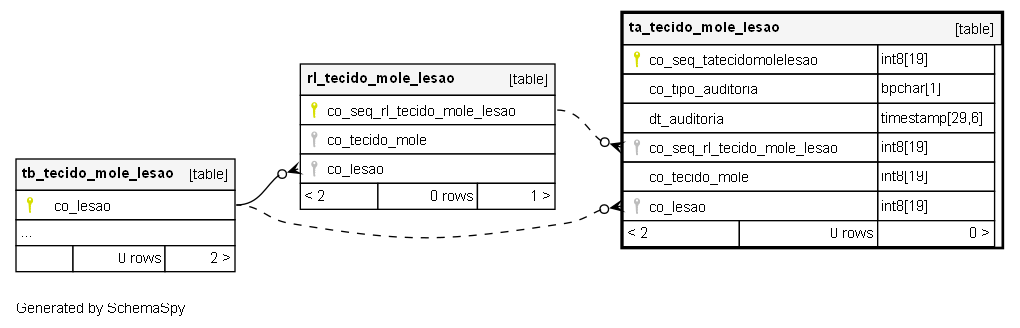 ta_tecido_mole_lesao [table]
co_seq_tatecidomolelesao int8[19]
co_tipo_auditoria bpchar[1]
dt_auditoria timestamp[29,6]
co_seq_rl_tecido_mole_lesao int8[19]
co_tecido_mole int8[19]
co_lesao int8[19]
< 2 0 rows 0 >
rl_tecido_mole_lesao [table]
co_seq_rl_tecido_mole_lesao
co_tecido_mole
co_lesao
< 2 0 rows 1 >
tb_tecido_mole_lesao [table]
co_lesao
...
0 rows 2 >
Generated by SchemaSpy